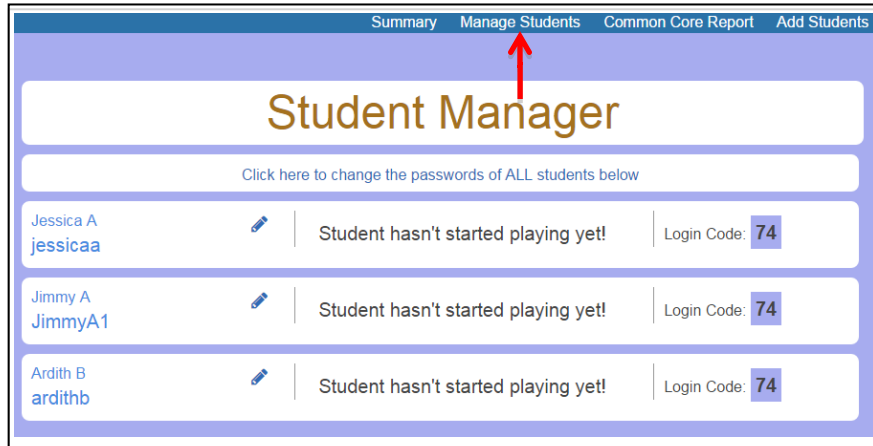 Summary Manage Students Common Core Report Add Students
Student Manager
Click here to change the passwords of ALL students below
Jessica A
jessicaa
Student hasn't started playing yet!
Login Code: 74
Jimmy A
JimmyA1
Student hasn't started playing yet!
Login Code: 74
Ardith B
ardithb
Student hasn't started playing yet!
Login Code: 74